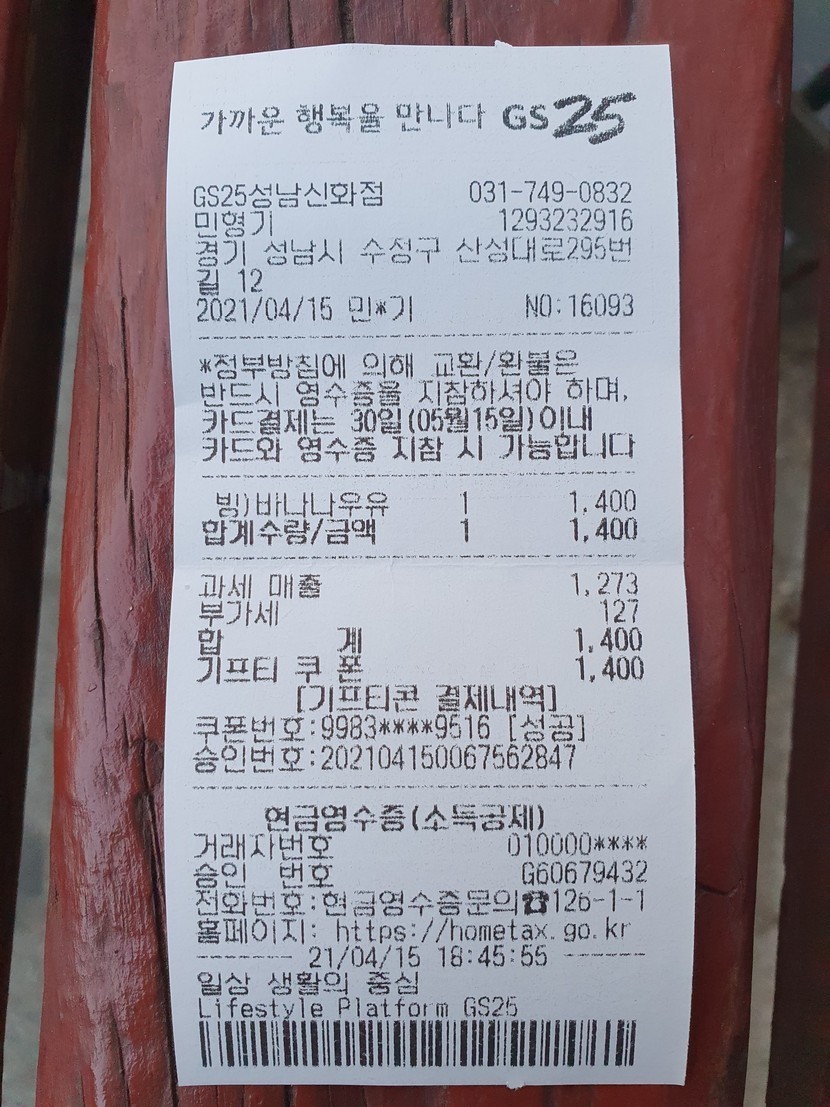 가까운 행복을 만나다 GS25
GS25성남신화점 031-749-0832
민형기 1293232916
경기 성남시 수정구 산성대로295번
길 12
2021/04/15 민*기 NO:16093
*정부방침에 의해 교환/환불은
반드시 영수증을 지참하셔야 하며,
카드결제는 30일(05월15일)이내
카드와 영수증 지참 시 가능합니다
빙)바나나우유 1 1,400
합계수량/금액 1 1,400
과세 매출 1,273
부가세 127
합 계 1,400
기프티 쿠 폰 1,400
[기프티콘 결제내역]
쿠폰번호:9983****9516 [성공]
승인번호:202104150067562847
현금영수증(소득공제)
거래자번호 010000****
승인 번호 G60679432
전화번호:현금영수증문의☎126-1-1
홈페이지: https://hometax.go.kr
21/04/15 18:45:55
일상 생활의 중심
Lifestyle Platform GS25